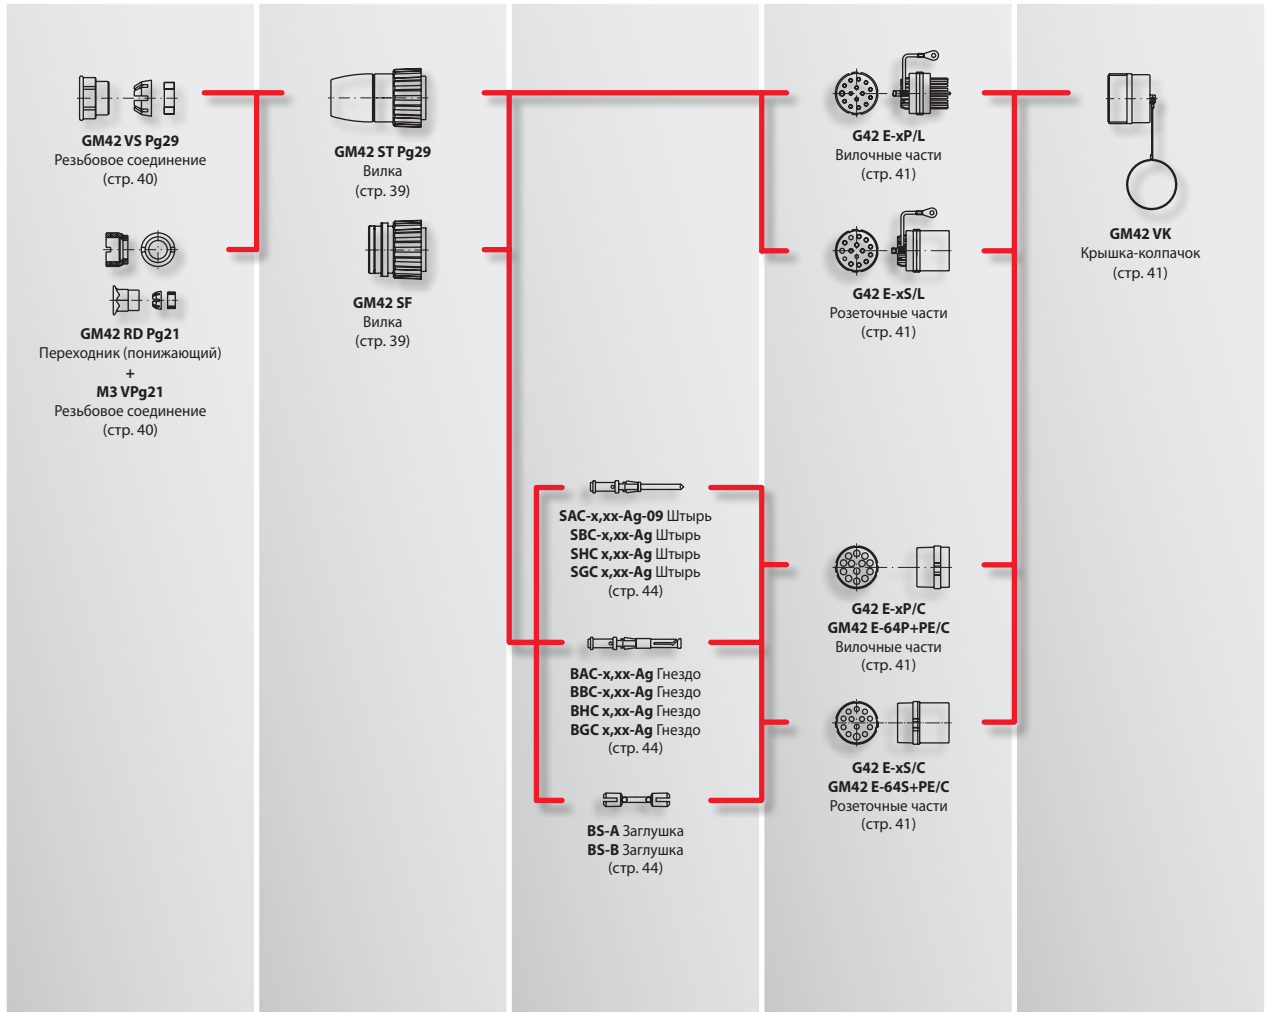 GM42 VS Pg29
Резьбовое соединение
(стр. 40)
GM42 RD Pg21
Переходник (понижающий)
+
M3 VPg21
Резьбовое соединение
(стр. 40)
GM42 ST Pg29
Вилка
(стр. 39)
GM42 SF
Вилка
(стр. 39)
SAC-x,xx-Ag-09 Штырь
SBC-x,xx-Ag Штырь
SHC x,xx-Ag Штырь
SGC x,xx-Ag Штырь
(стр. 44)
BAC-x,xx-Ag Гнездо
BBC-x,xx-Ag Гнездо
BHC x,xx-Ag Гнездо
BGC x,xx-Ag Гнездо
(стр. 44)
BS-A Заглушка
BS-B Заглушка
(стр. 44)
G42 E-xP/L
Вилочные части
(стр. 41)
G42 E-xS/L
Розеточные части
(стр. 41)
G42 E-xP/C
GM42 E-64P+PE/C
Вилочные части
(стр. 41)
G42 E-xS/C
GM42 E-64S+PE/C
Розеточные части
(стр. 41)
GM42 VK
Крышка-колпачок
(стр. 41)